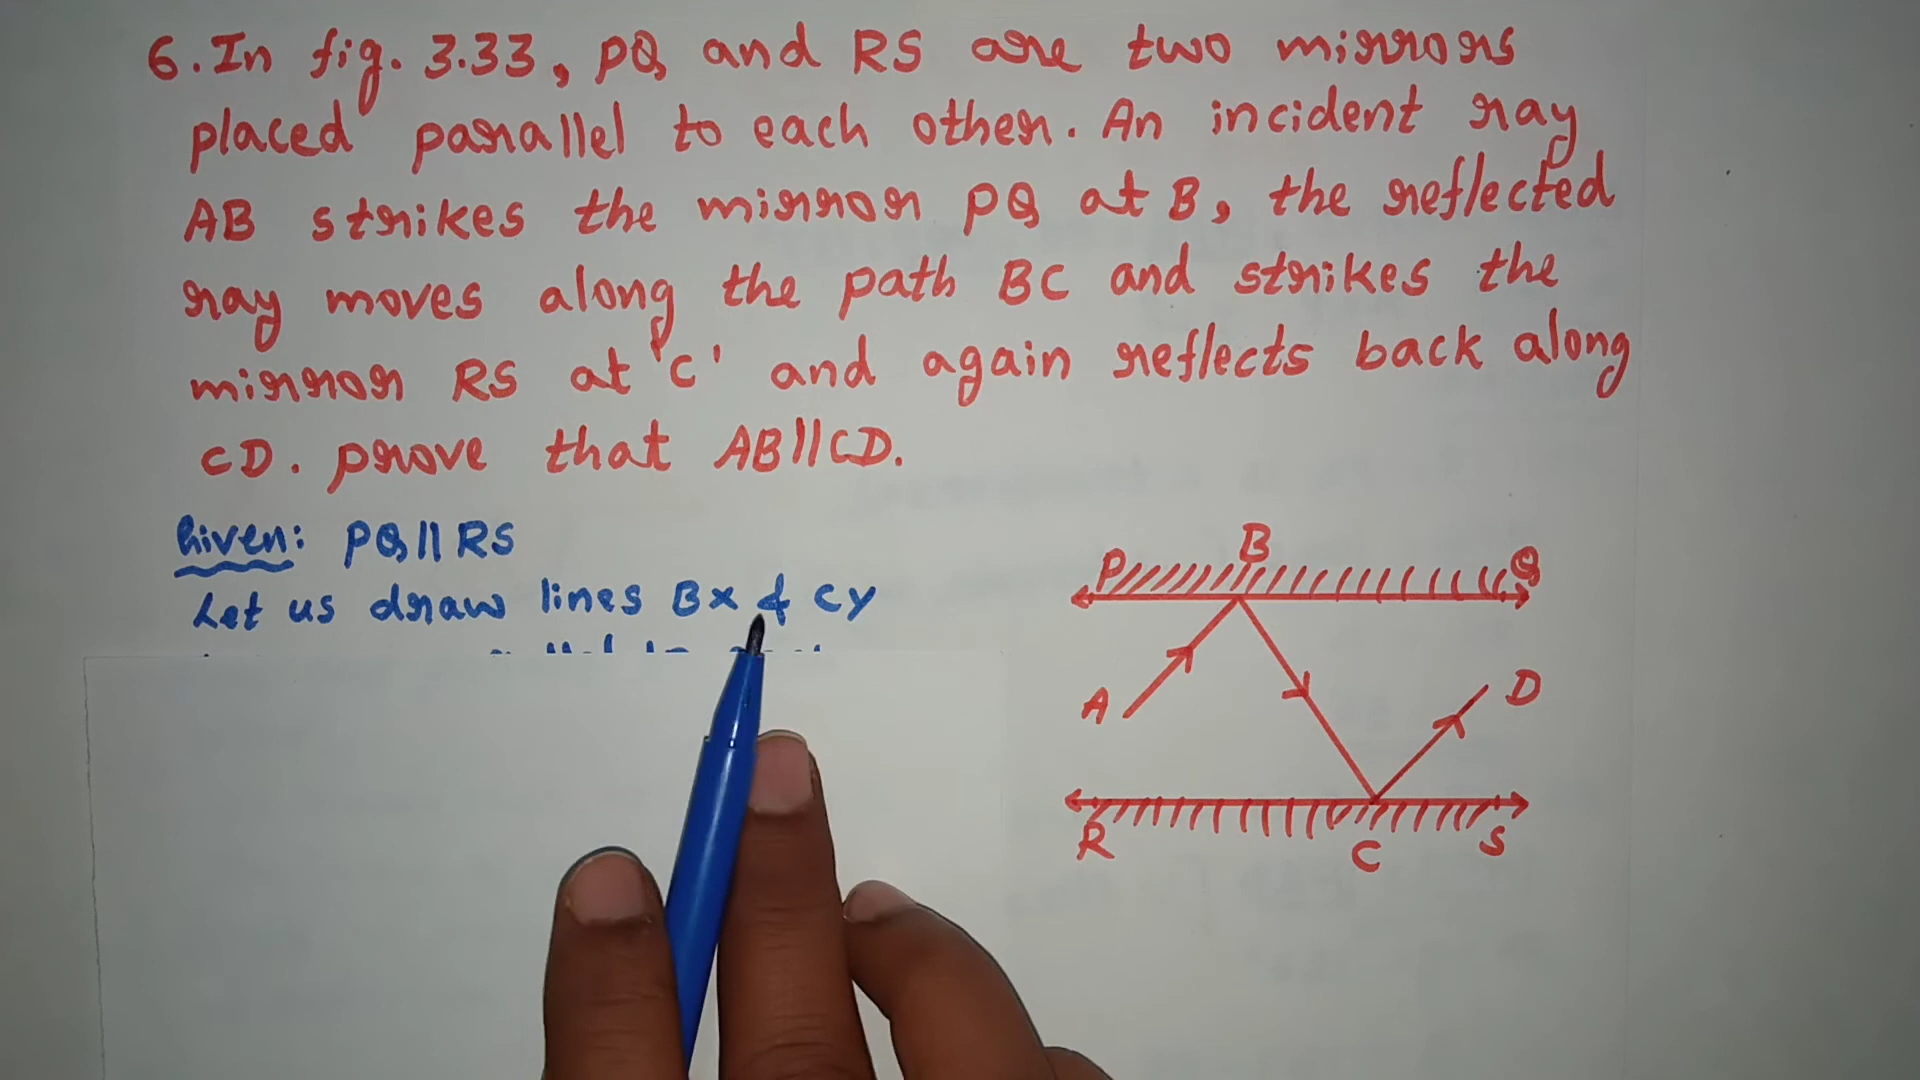 6. In fig. 3.33, PQ and RS are two mirrors
placed parallel to each other. An incident ray
AB strikes the mirror PQ at B, the reflected
ray moves along the path BC and strikes the
mirror RS at 'C' and again reflects back along
CD. prove that AB||CD.
Given: PQ || RS
Let us draw lines BX & CY
P B Q
A D
R C S